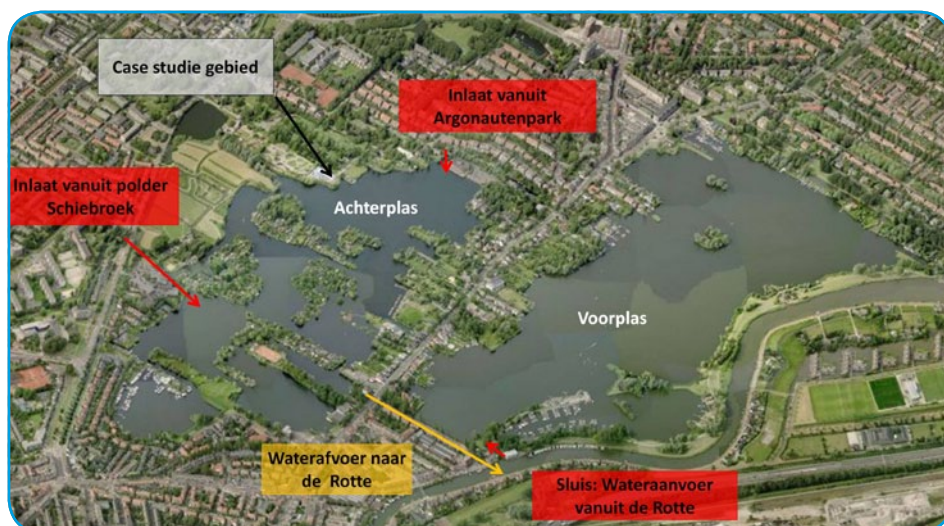 Case studie gebied
Inlaat vanuit
Argonautenpark
Inlaat vanuit polder
Schiebroek
Achterplas
Voorplas
Waterafvoer naar
de Rotte
Sluis: Wateraanvoer
vanuit de Rotte